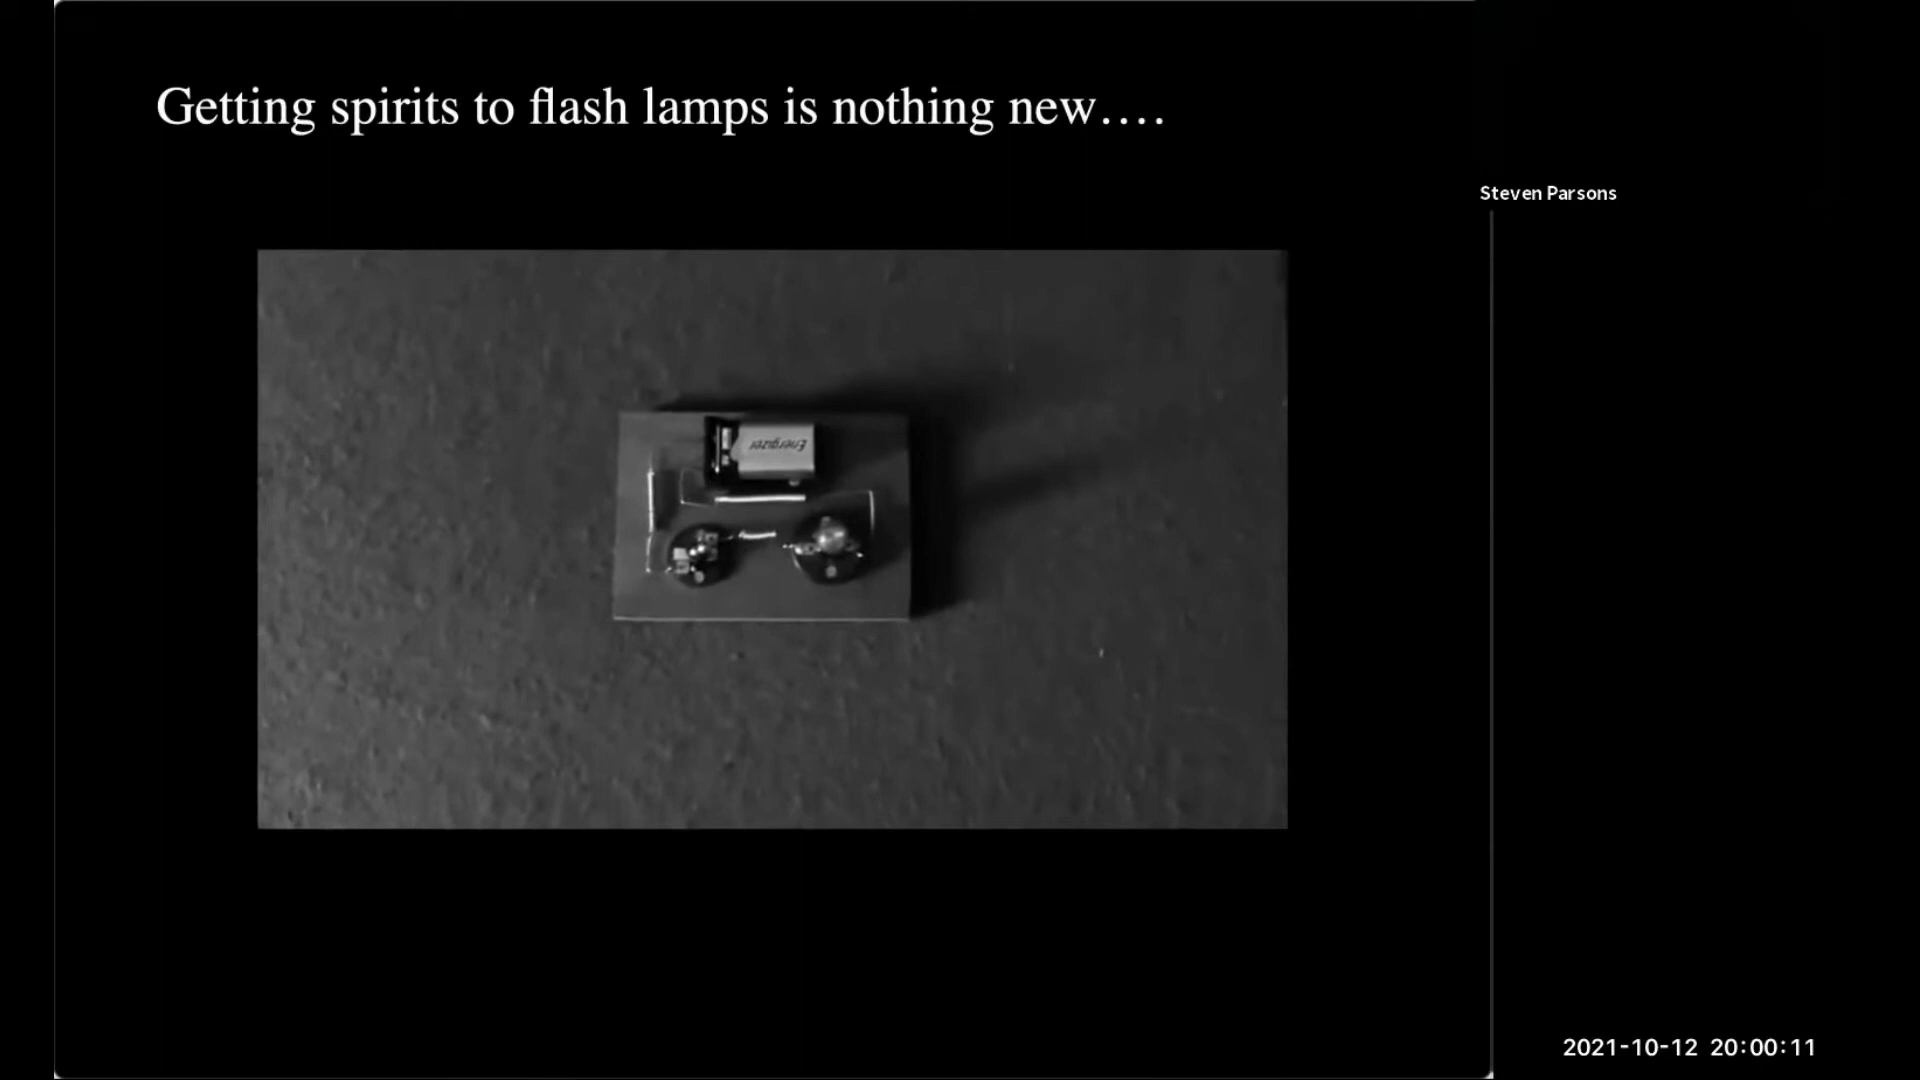 Getting spirits to flash lamps is nothing new….
Steven Parsons
Energizer
2021-10-12 20:00:11